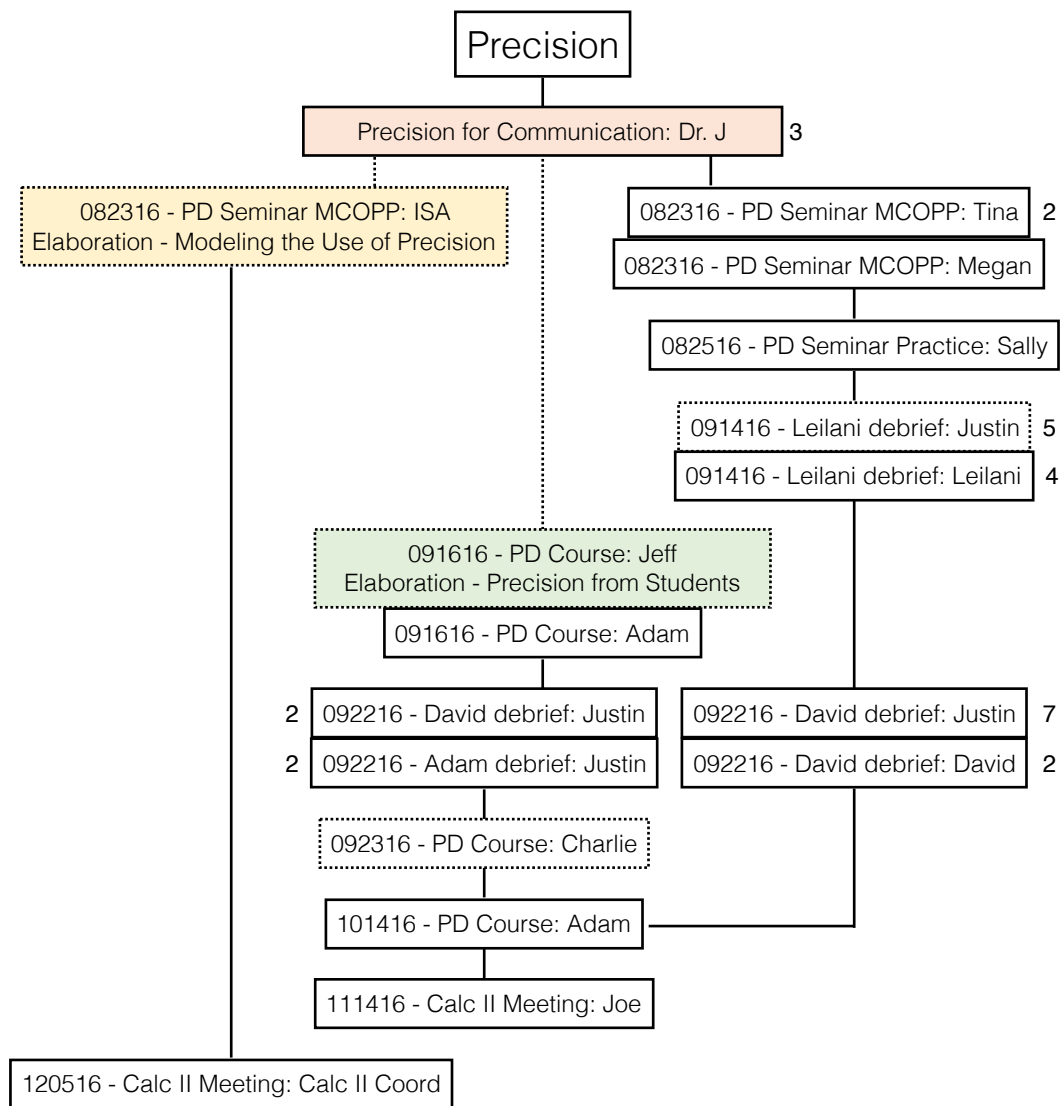 Precision
Precision for Communication: Dr. J 3
082316 - PD Seminar MCOPP: ISA
Elaboration - Modeling the Use of Precision
082316 - PD Seminar MCOPP: Tina 2
082316 - PD Seminar MCOPP: Megan
082516 - PD Seminar Practice: Sally
091416 - Leilani debrief: Justin 5
091416 - Leilani debrief: Leilani 4
091616 - PD Course: Jeff
Elaboration - Precision from Students
091616 - PD Course: Adam
2 092216 - David debrief: Justin
092216 - David debrief: Justin 7
2 092216 - Adam debrief: Justin
092216 - David debrief: David 2
092316 - PD Course: Charlie
101416 - PD Course: Adam
111416 - Calc II Meeting: Joe
120516 - Calc II Meeting: Calc II Coord